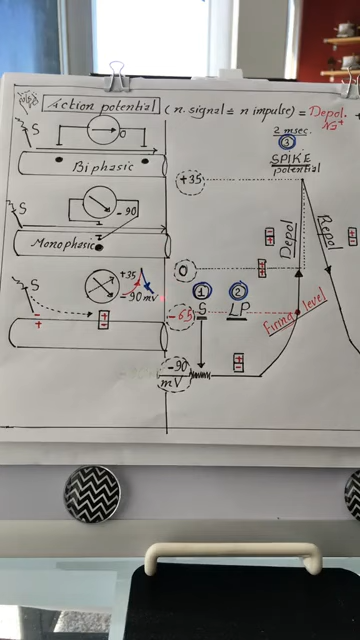 Action potential ( n. signal = n impulse ) = Depol.
Na+
S
0
Biphasic
S
-90
Monophasic
S
+35
-90 mv
- +
+ -
2 msec.
3
SPIKE
potential
+35
Depol
Repol
+ -
- +
0
+ -
1
2
-65
S
LP
Firing level
+ -
-90
mV